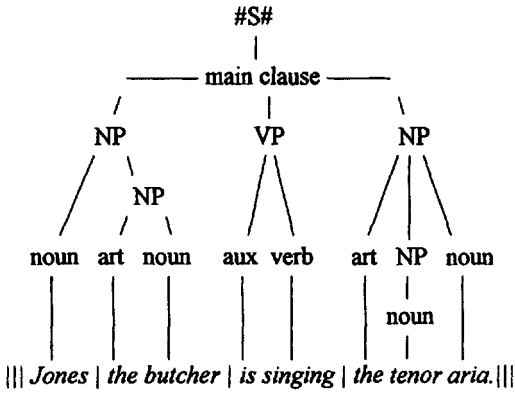 #S#
main clause
NP VP NP
NP
noun art noun aux verb art NP noun
noun
||| Jones | the butcher | is singing | the tenor aria.|||